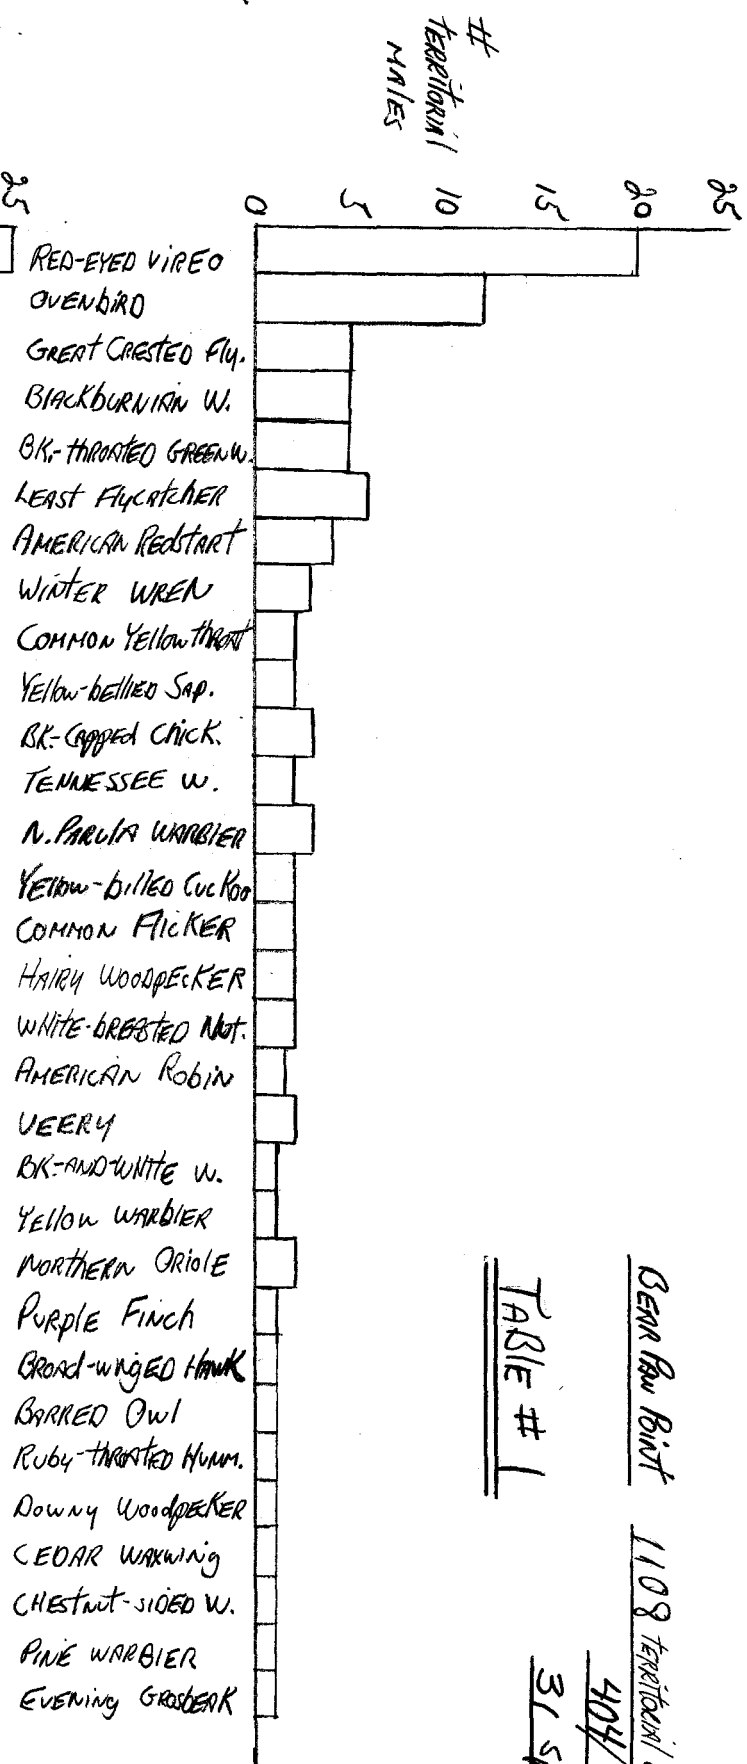 #
TERRITORIAL
MALES
25
20
15
10
5
0
25
RED-EYED VIREO
OVENBIRD
GREAT CRESTED Fly.
BlACKBURNIAN W.
BK.-THROATED GREEN W.
LEAST FlyCAtchER
AMERICAN REDSTART
WINTER WREN
COMMON YEllowthROAT
YEllow-bEllIED SAP.
BK.-CAPPEd ChiCK.
TENNESSEE W.
N. PARUlA WARBlER
YEllow-billED CucKoo
COMMON FliCKER
HAIRY WOODPECKER
WHITE-bREASTED NUT.
AMERICAN RobiN
VEERY
BK-AND-WHITE W.
YEllow WARBlER
NORTHERN ORiolE
PURPlE FiNch
BROAd-wiNgED HAWK
BARRED Owl
Ruby-THROATED HUMM.
DowNy WoodpECKER
CEDAR WAXWiNg
CHEStNUt-SIDED W.
PINE WARBlER
EVENiNg GROSbEAK
BEAR PAW POINT 1108 TERRITORIAL
404/
31 S
TABlE # 1